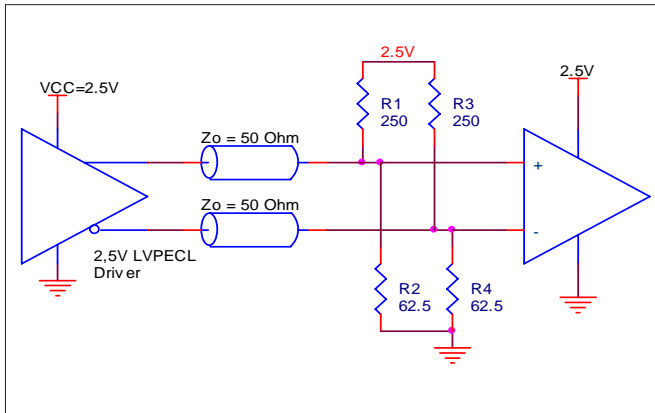 2.5V
VCC=2.5V
2.5V
R1
250
R3
250
Zo = 50 Ohm
+
Zo = 50 Ohm
-
2,5V LVPECL
Driver
R2
62.5
R4
62.5